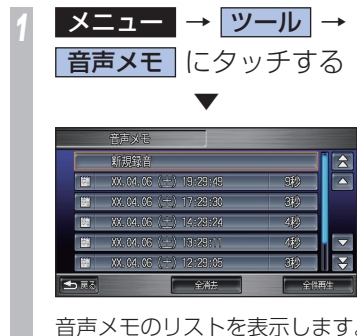 1
メニュー → ツール →
音声メモ にタッチする
▼
音声メモ
新規録音
XX.04.06 (土) 19:29:49 9秒
XX.04.06 (土) 17:29:30 3秒
XX.04.06 (土) 14:29:24 4秒
XX.04.06 (土) 13:29:11 4秒
XX.04.06 (土) 12:29:05 3秒
戻る 全消去 全件再生
音声メモのリストを表示します。